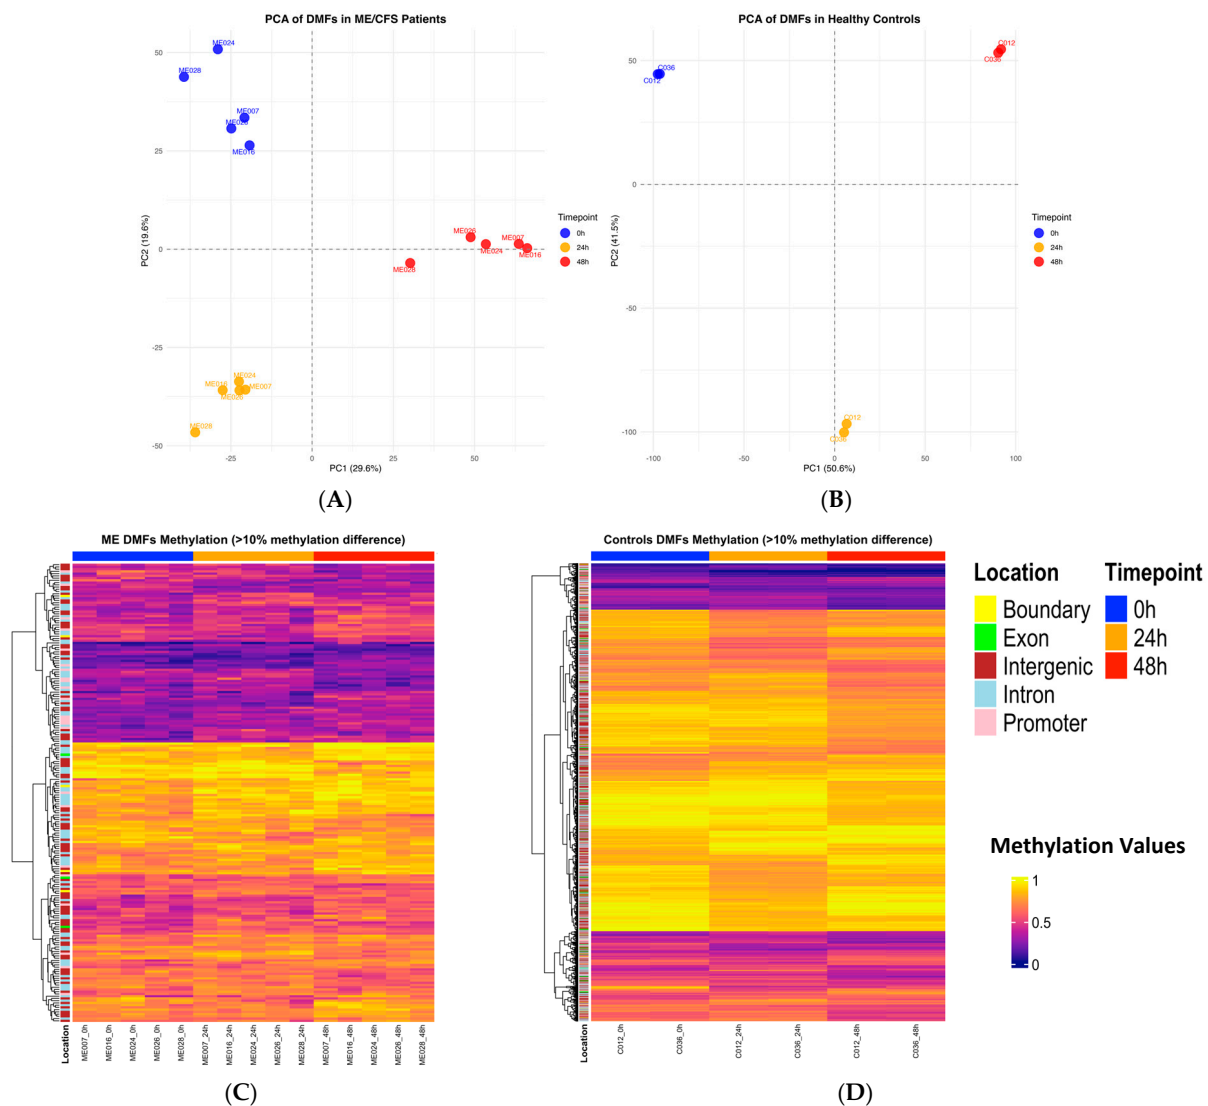 PCA of DMFs in ME/CFS Patients
50
25
0
-25
-50
PC2 (19.6%)
ME024
ME028
ME007
ME026
ME016
ME026
ME024
ME007
ME016
ME028
ME024
ME016
ME007
ME026
ME028
-25
0
25
50
PC1 (29.6%)
Timepoint
0h
24h
48h
(A)
PCA of DMFs in Healthy Controls
50
0
-50
-100
PC2 (41.5%)
C036
C012
C012
C036
C012
C036
-100
-50
0
50
100
PC1 (50.6%)
Timepoint
0h
24h
48h
(B)
ME DMFs Methylation (>10% methylation difference)
Location
ME007_0h
ME016_0h
ME024_0h
ME026_0h
ME028_0h
ME007_24h
ME016_24h
ME024_24h
ME026_24h
ME028_24h
ME007_48h
ME016_48h
ME024_48h
ME026_48h
ME028_48h
(C)
Controls DMFs Methylation (>10% methylation difference)
Location
C012_0h
C036_0h
C012_24h
C036_24h
C012_48h
C036_48h
(D)
Location
Boundary
Exon
Intergenic
Intron
Promoter
Timepoint
0h
24h
48h
Methylation Values
1
0.5
0